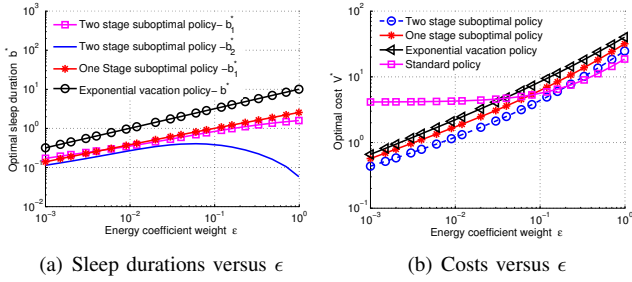 Optimal sleep duration b*
10^3
10^2
10^1
10^0
10^-1
10^-2
Two stage suboptimal policy– b*_1
Two stage suboptimal policy –b*_2
One Stage suboptimal policy –b*_1
Exponential vacation policy– b*
10^-3
10^-2
10^-1
10^0
Energy coefficient weight ε
(a) Sleep durations versus ϵ
Optimal cost V*
10^2
10^1
10^0
10^-1
Two stage suboptimal policy
One stage suboptimal policy
Exponential vacation policy
Standard policy
10^-3
10^-2
10^-1
10^0
Energy coefficient weight ε
(b) Costs versus ϵ